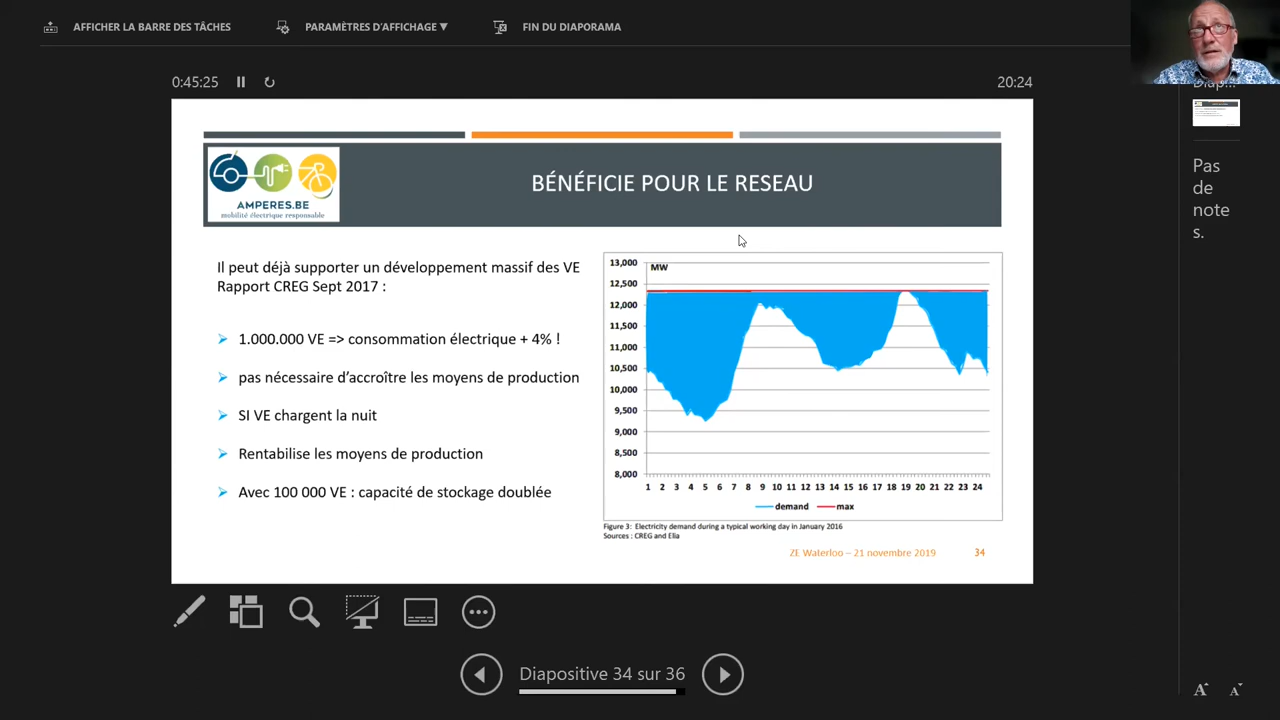 AFFICHER LA BARRE DES TÂCHES
PARAMÈTRES D'AFFICHAGE ▼
FIN DU DIAPORAMA
0:45:25
20:24
AMPERES.BE
mobilité électrique responsable
BÉNÉFICIE POUR LE RESEAU
Il peut déjà supporter un développement massif des VE
Rapport CREG Sept 2017 :
1.000.000 VE => consommation électrique + 4% !
pas nécessaire d'accroître les moyens de production
SI VE chargent la nuit
Rentabilise les moyens de production
Avec 100 000 VE : capacité de stockage doublée
MW
13,000
12,500
12,000
11,500
11,000
10,500
10,000
9,500
9,000
8,500
8,000
1 2 3 4 5 6 7 8 9 10 11 12 13 14 15 16 17 18 19 20 21 22 23 24
demand max
Figure 3: Electricity demand during a typical working day in January 2016
Sources : CREG and Elia
ZE Waterloo – 21 novembre 2019 34
Diapositive 34 sur 36
Diap...
Pas
de
note
s.
A A